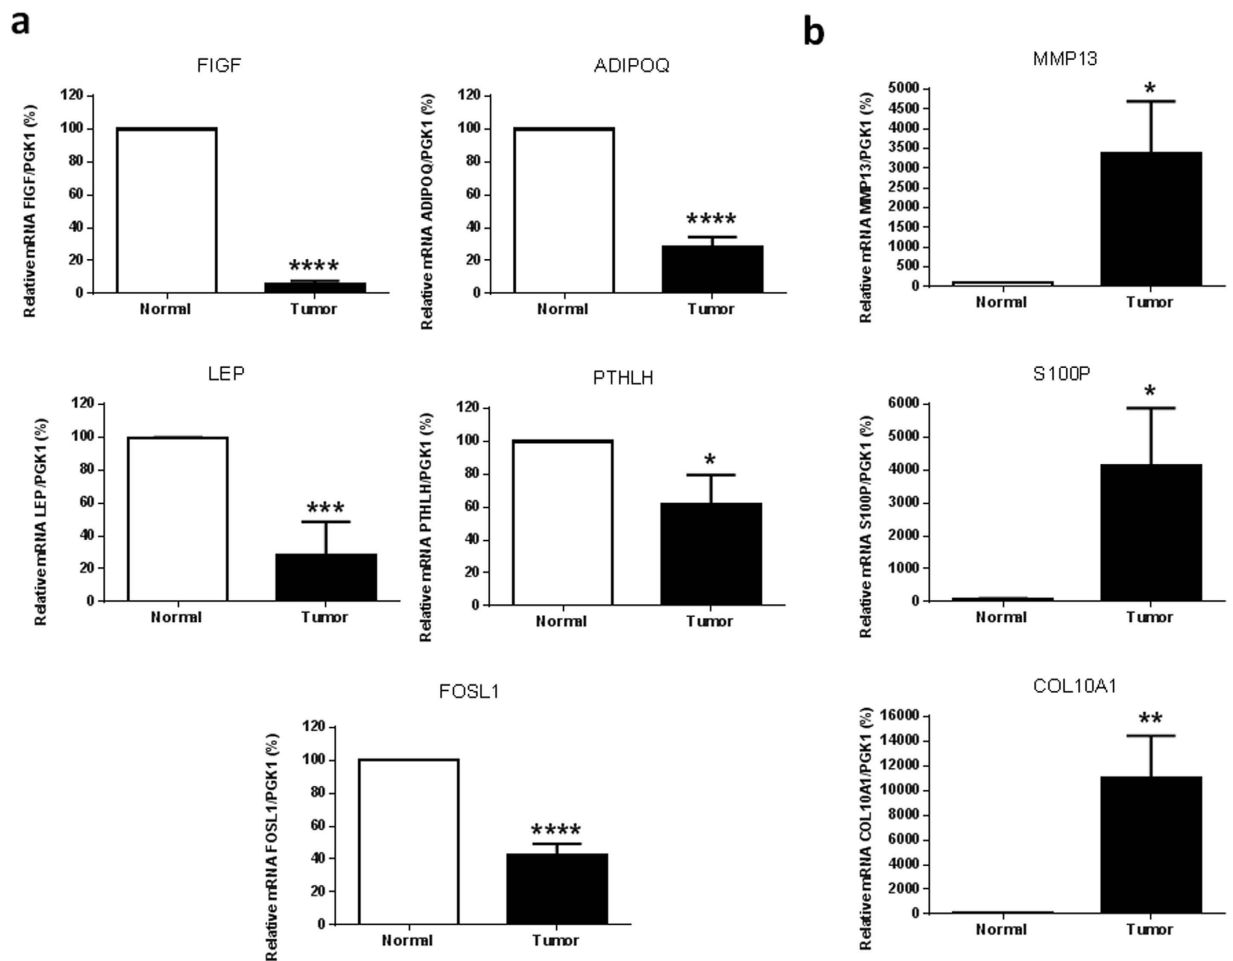 a
FIGF
Relative mRNA FIGF/PGK1 (%)
120
100
80
60
40
20
0
****
Normal Tumor
ADIPOQ
Relative mRNA ADIPOQ/PGK1 (%)
120
100
80
60
40
20
0
****
Normal Tumor
LEP
Relative mRNA LEP/PGK1 (%)
120
100
80
60
40
20
0
***
Normal Tumor
PTHLH
Relative mRNA PTHLH/PGK1 (%)
120
100
80
60
40
20
0
*
Normal Tumor
FOSL1
Relative mRNA FOSL1/PGK1 (%)
120
100
80
60
40
20
0
****
Normal Tumor
b
MMP13
Relative mRNA MMP13/PGK1 (%)
5000
4500
4000
3500
3000
2500
2000
1500
1000
500
0
*
Normal Tumor
S100P
Relative mRNA S100P/PGK1 (%)
6000
5000
4000
3000
2000
1000
0
*
Normal Tumor
COL10A1
Relative mRNA COL10A1/PGK1 (%)
16000
14000
12000
10000
8000
6000
4000
2000
0
**
Normal Tumor